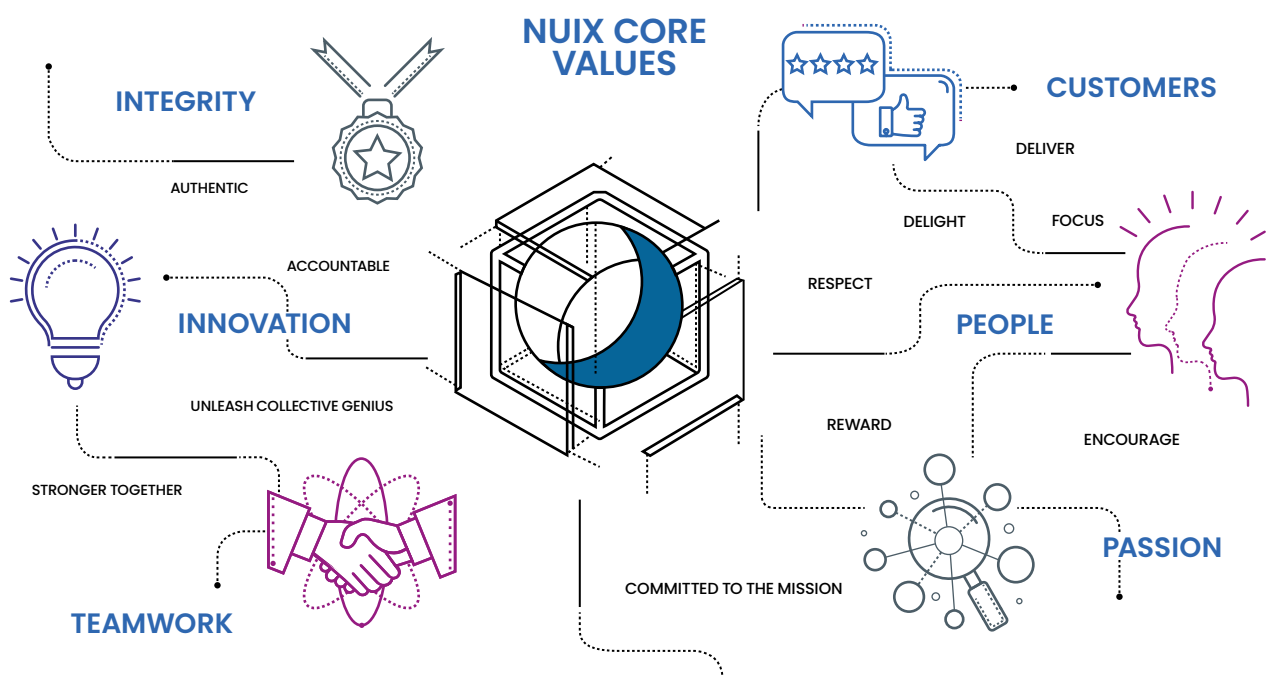 NUIX CORE
VALUES
INTEGRITY
AUTHENTIC
ACCOUNTABLE
INNOVATION
UNLEASH COLLECTIVE GENIUS
STRONGER TOGETHER
TEAMWORK
CUSTOMERS
DELIVER
DELIGHT
FOCUS
RESPECT
PEOPLE
REWARD
ENCOURAGE
PASSION
COMMITTED TO THE MISSION